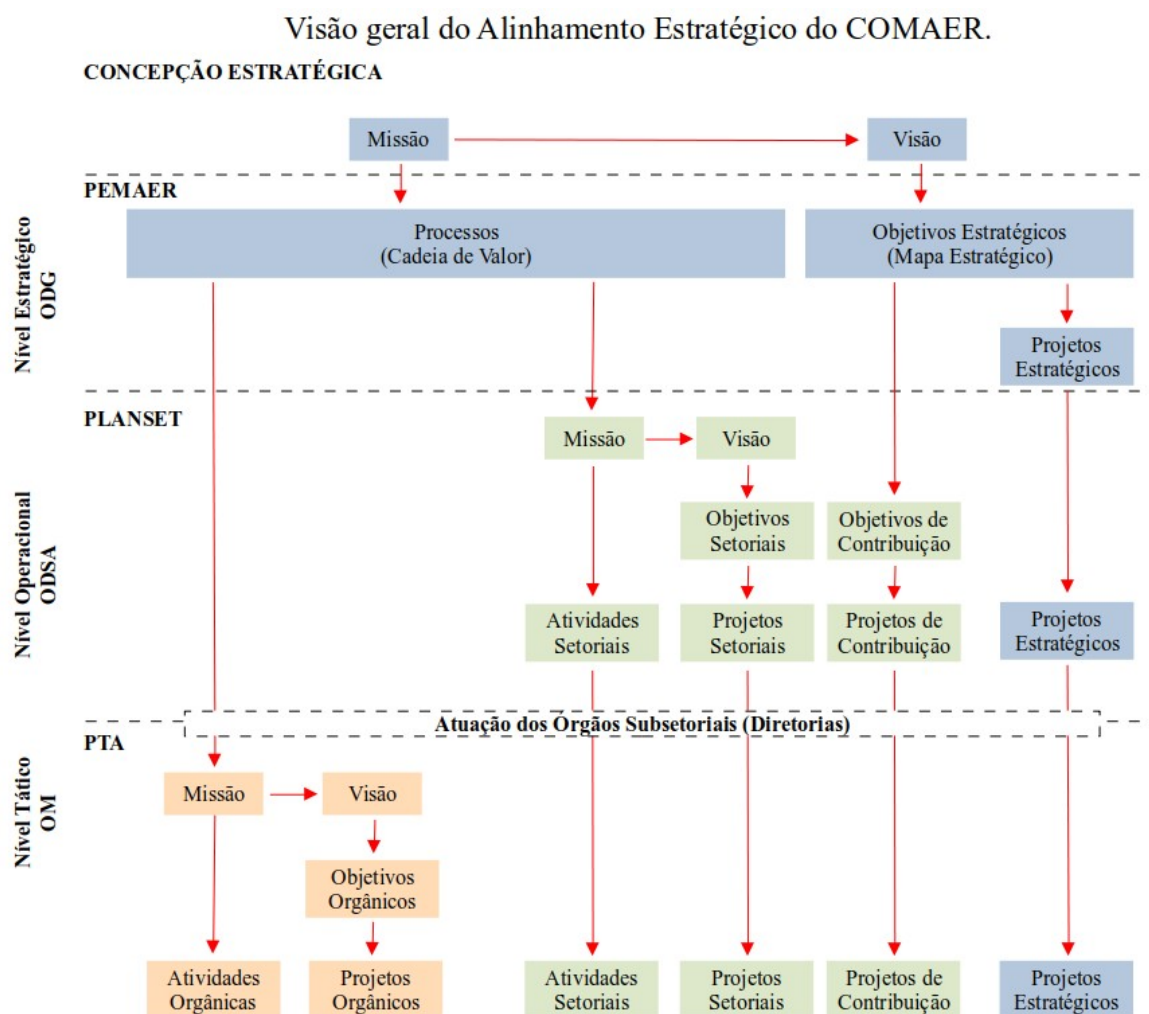 Visão geral do Alinhamento Estratégico do COMAER.
CONCEPÇÃO ESTRATÉGICA
Missão
Visão
PEMAER
Nível Estratégico
ODG
Processos
(Cadeia de Valor)
Objetivos Estratégicos
(Mapa Estratégico)
Projetos
Estratégicos
PLANSET
Nível Operacional
ODSA
Missão
Visão
Objetivos
Setoriais
Objetivos de
Contribuição
Atividades
Setoriais
Projetos
Setoriais
Projetos de
Contribuição
Projetos
Estratégicos
Atuação dos Órgãos Subsetoriais (Diretorias)
PTA
Nível Tático
OM
Missão
Visão
Objetivos
Orgânicos
Atividades
Orgânicas
Projetos
Orgânicos
Atividades
Setoriais
Projetos
Setoriais
Projetos de
Contribuição
Projetos
Estratégicos